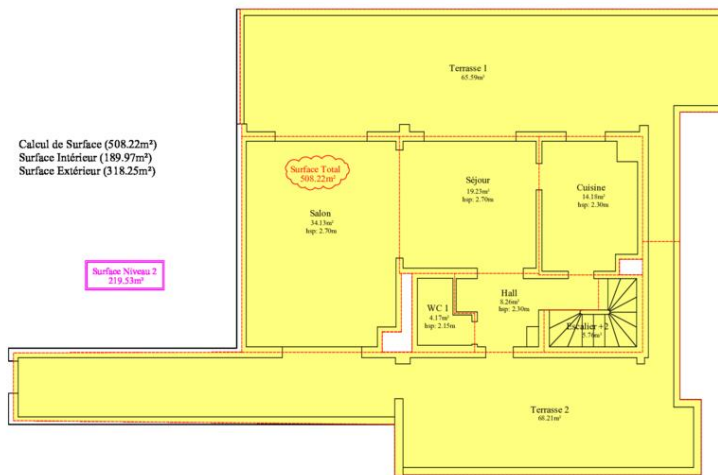 Terrasse 1
65.59m²
Calcul de Surface (508.22m²)
Surface Intérieur (189.97m²)
Surface Extérieur (318.25m²)
Surface Total
508.22m²
Séjour
19.23m²
hsp: 2.70m
Cuisine
14.18m²
hsp: 2.30m
Salon
34.13m²
hsp: 2.70m
Surface Niveau 2
219.53m²
WC 1
4.17m²
hsp: 2.15m
Hall
8.26m²
hsp: 2.30m
Escalier +2
5.76m²
Terrasse 2
68.21m²